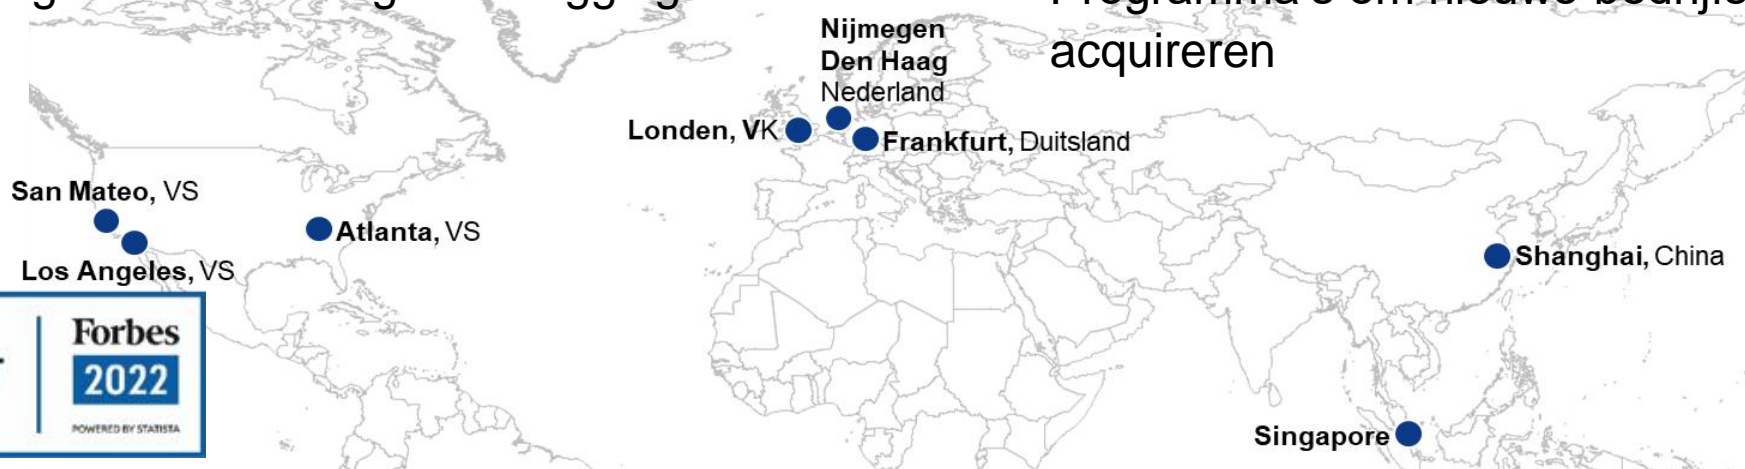 acquireren
Nijmegen
Den Haag
Nederland
Londen, VK
Frankfurt, Duitsland
San Mateo, VS
Atlanta, VS
Los Angeles, VS
Shanghai, China
Singapore
Forbes
2022
POWERED BY STATISTA